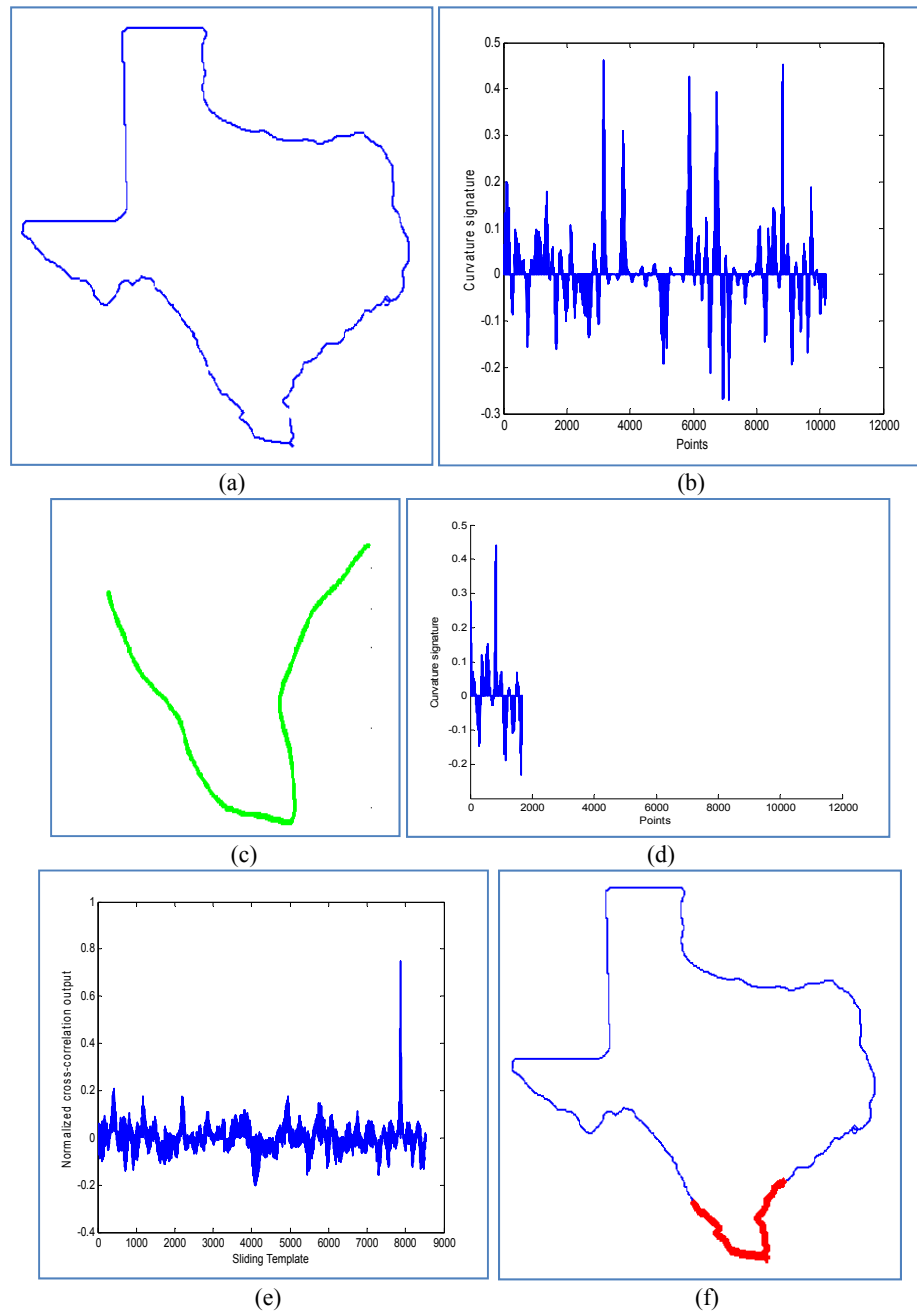 0.5
0.4
0.3
0.2
0.1
0
-0.1
-0.2
-0.3
0 2000 4000 6000 8000 10000 12000
Curvature signature
Points
(a)
(b)
0.5
0.4
0.3
0.2
0.1
0
-0.1
-0.2
0 2000 4000 6000 8000 10000 12000
Curvature signature
Points
(c)
(d)
1
0.8
0.6
0.4
0.2
0
-0.2
-0.4
0 1000 2000 3000 4000 5000 6000 7000 8000 9000
Normalized cross-correlation output
Sliding Template
(e)
(f)